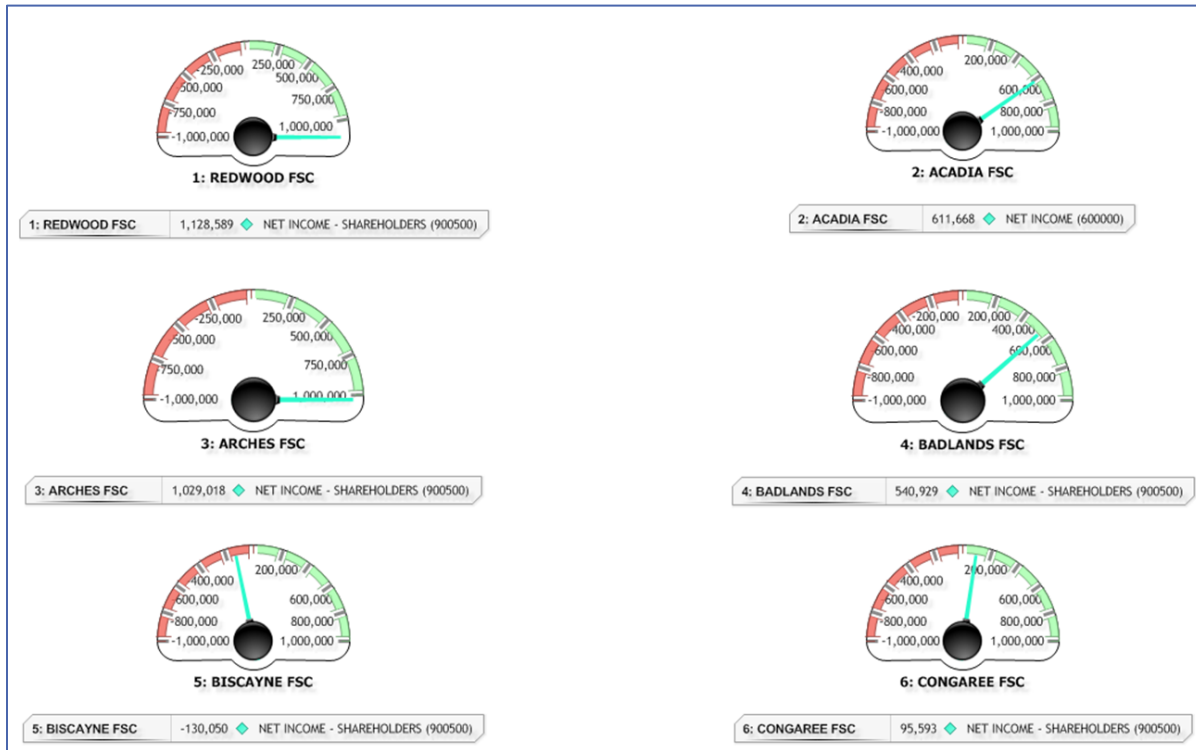 -250,000 250,000
500,000 500,000
-750,000 750,000
-1,000,000 1,000,000
1: REDWOOD FSC
1: REDWOOD FSC 1,128,589 NET INCOME - SHAREHOLDERS (900500)
400,000 200,000
600,000 600,000
-800,000 800,000
-1,000,000 1,000,000
2: ACADIA FSC
2: ACADIA FSC 611,668 NET INCOME (600000)
-250,000 250,000
500,000 500,000
-750,000 750,000
-1,000,000 1,000,000
3: ARCHES FSC
3: ARCHES FSC 1,029,018 NET INCOME - SHAREHOLDERS (900500)
-200,000 200,000
400,000 400,000
600,000 600,000
-800,000 800,000
-1,000,000 1,000,000
4: BADLANDS FSC
4: BADLANDS FSC 540,929 NET INCOME - SHAREHOLDERS (900500)
400,000 200,000
600,000 600,000
-800,000 800,000
-1,000,000 1,000,000
5: BISCAYNE FSC
5: BISCAYNE FSC -130,050 NET INCOME - SHAREHOLDERS (900500)
400,000 200,000
600,000 600,000
-800,000 800,000
-1,000,000 1,000,000
6: CONGAREE FSC
6: CONGAREE FSC 95,593 NET INCOME - SHAREHOLDERS (900500)